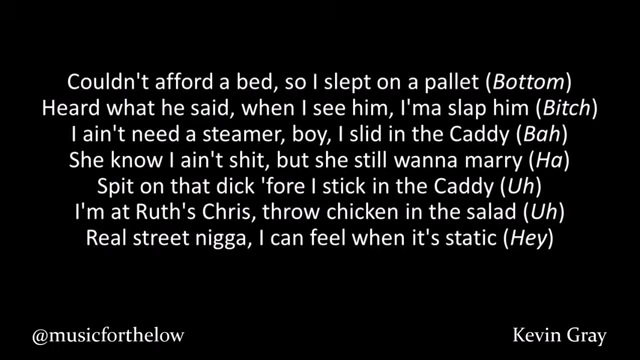 Couldn't afford a bed, so I slept on a pallet (Bottom)
Heard what he said, when I see him, I'ma slap him (Bitch)
I ain't need a steamer, boy, I slid in the Caddy (Bah)
She know I ain't shit, but she still wanna marry (Ha)
Spit on that dick 'fore I stick in the Caddy (Uh)
I'm at Ruth's Chris, throw chicken in the salad (Uh)
Real street nigga, I can feel when it's static (Hey)
@musicforthelow
Kevin Gray